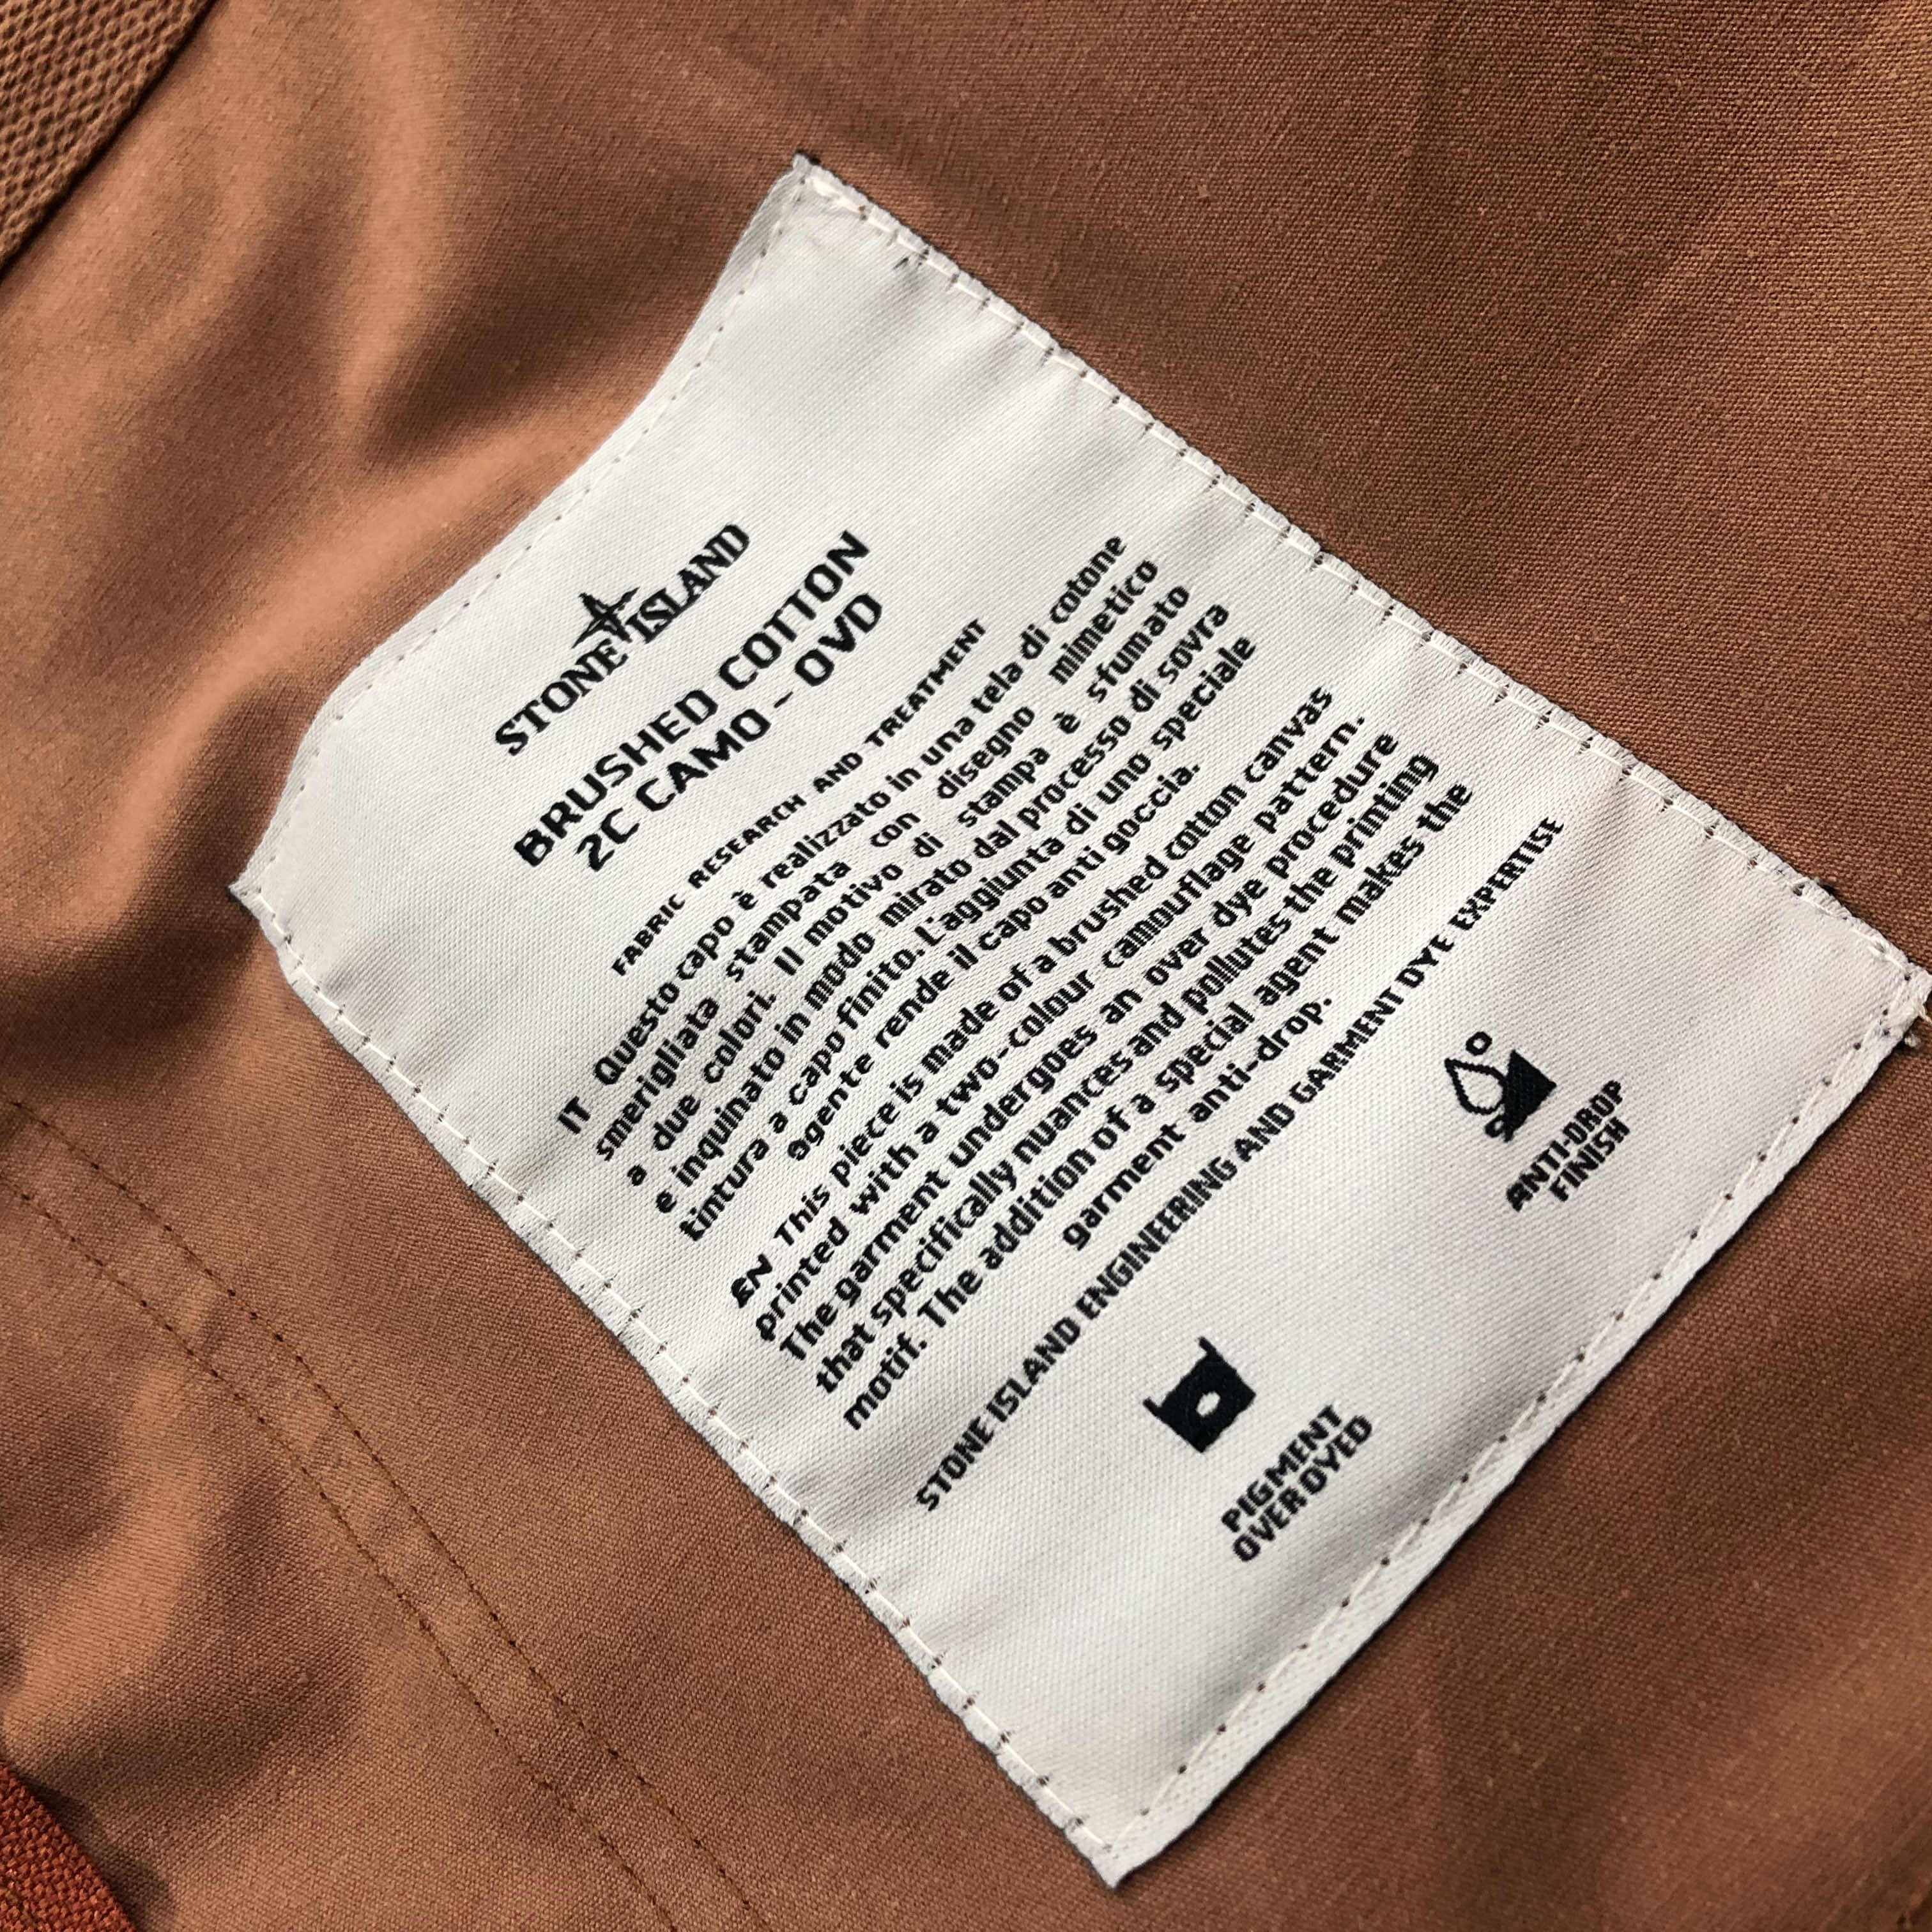 STONE ISLAND
BRUSHED COTTON
2C CAMO - OVD
FABRIC RESEARCH AND TREATMENT
IT Questo capo è realizzato in una tela di cotone
smerigliata stampata con disegno mimetico
a due colori. Il motivo di stampa è sfumato
e inquinato in modo mirato dal processo di sovra
tintura a capo finito. L'aggiunta di uno speciale
agente rende il capo anti goccia.
EN This piece is made of a brushed cotton canvas
printed with a two-colour camouflage pattern.
The garment undergoes an over dye procedure
that specifically nuances and pollutes the printing
motif. The addition of a special agent makes the
garment anti-drop.
STONE ISLAND ENGINEERING AND GARMENT DYE EXPERTISE
PIGMENT
OVERDYED
ANTI-DROP
FINISH